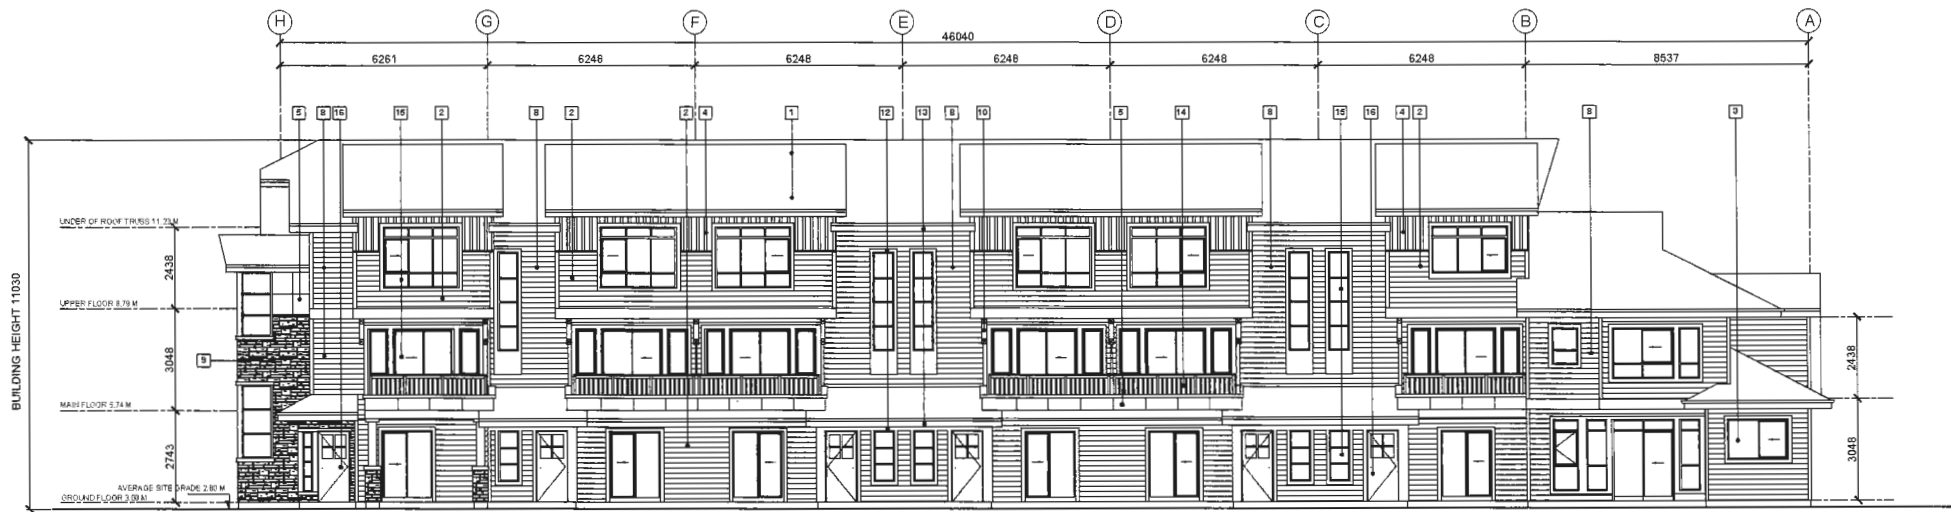 H G F E D C B A
46040
6261 6248 6248 6248 6248 6248 8537
5 8 16 15 2 8 2 2 4 1 12 13 8 10 5 14 8 15 16 4 2 8 3
UNDER OF ROOF TRUSS 11.23 M
2438
UPPER FLOOR 8.79 M
BUILDING HEIGHT 11030
3048
9
2438
MAIN FLOOR 5.74 M
2743
3048
AVERAGE SITE GRADE 2.80 M
GROUND FLOOR 3.00 M